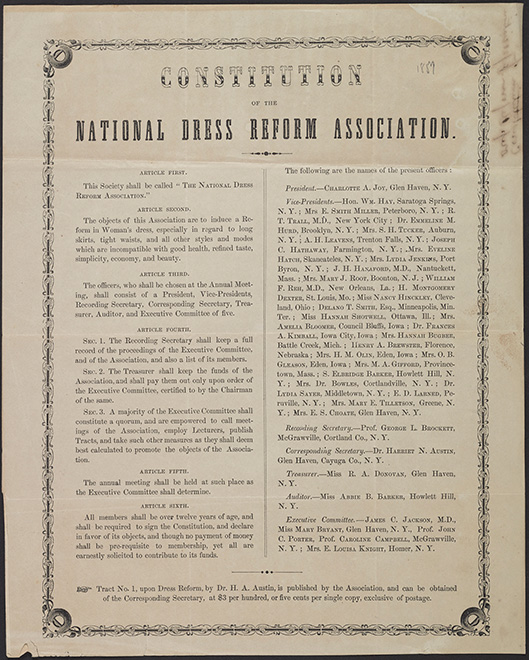 CONSTITUTION
1857
OF THE
NATIONAL DRESS REFORM ASSOCIATION.
ARTICLE FIRST.
This Society shall be called "THE NATIONAL DRESS
REFORM ASSOCIATION."
ARTICLE SECOND.
The objects of this Association are to induce a Re-
form in Woman's dress, especially in regard to long
skirts, tight waists, and all other styles and modes
which are incompatible with good health, refined taste,
simplicity, economy, and beauty.
ARTICLE THIRD.
The officers, who shall be chosen at the Annual Meet-
ing, shall consist of a President, Vice-Presidents,
Recording Secretary, Corresponding Secretary, Trea-
surer, Auditor, and Executive Committee of five.
ARTICLE FOURTH.
SEC. 1. The Recording Secretary shall keep a full
record of the proceedings of the Executive Committee,
and of the Association, and also a list of its members.
SEC. 2. The Treasurer shall keep the funds of the
Association, and shall pay them out only upon order of
the Executive Committee, certified to by the Chairman
of the same.
SEC. 3. A majority of the Executive Committee shall
constitute a quorum, and are empowered to call meet-
ings of the Association, employ Lecturers, publish
Tracts, and take such other measures as they shall deem
best calculated to promote the objects of the Associa-
tion.
ARTICLE FIFTH.
The annual meeting shall be held at such place as
the Executive Committee shall determine.
ARTICLE SIXTH.
All members shall be over twelve years of age, and
shall be required to sign the Constitution, and declare
in favor of its objects, and though no payment of money
shall be pre-requisite to membership, yet all are
earnestly solicited to contribute to its funds.
The following are the names of the present officers :
President.—CHARLOTTE A. JOY, Glen Haven, N. Y.
Vice-Presidents.—Hon. WM. HAY, Saratoga Springs,
N. Y ; Mrs E. SMITH MILLER, Peterboro, N. Y ; R.
T. TRALL, M.D., New York City ; Dr. EMMELINE M.
HURD, Brooklyn, N. Y ; Mrs. S. H. TUCKER, Auburn,
N. Y ; A. H. LEAVENS, Trenton Falls, N. Y ; JOSEPH
C. HATHAWAY, Farmington, N. Y ; Mrs. EVELINE
HATCH, Skaneateles, N. Y ; Mrs. LYDIA JENKINS, Port
Byron, N. Y ; J. H. HANAFORD, M.D., Nantuckett,
Mass. ; Mrs. MARY J. ROOT, Boonton, N. J ; WILLIAM
F. REH, M.D., New Orleans, La. ; H. MONTGOMERY
DEXTER, St. Louis, Mo. ; Miss NANCY HINCKLEY, Cleve-
land, Ohio ; DELANO T. SMITH, Esq., Minneapolis, Min.
Ter. ; Miss HANNAH SHOTWELL, Ottawa, Ill. ; Mrs.
AMELIA BLOOMER, Council Bluffs, Iowa ; Dr. FRANCES
A. KIMBALL, Iowa City, Iowa ; Mrs. HANNAH BUGBEE,
Battle Creek, Mich. ; HENRY A. BREWSTER, Florence,
Nebraska ; Mrs. H. M. OLIN, Eden, Iowa ; Mrs. O. B.
GLEASON, Eden, Iowa ; Mrs. M. A. GIFFORD, Province-
town, Mass ; S. ELBRIDGE BARKER, Howlett Hill, N.
Y. ; Mrs. Dr. BOWLES, Cortlandville, N. Y ; Dr.
LYDIA SAYER, Middletown, N. Y ; E. D. LARNED, Pe-
ruville, N. Y ; Mrs. MARY E. TILLETSON, Greene, N.
Y ; Mrs. E. S. CHOATE, Glen Haven, N. Y.
Recording Secretary.—Prof. GEORGE L. BROCKETT,
McGrawville, Cortland Co., N. Y.
Corresponding Secretary.—Dr. HARRIET N. AUSTIN,
Glen Haven, Cayuga Co., N. Y.
Treasurer.—Miss R. A. DONOVAN, Glen Haven,
N. Y.
Auditor.—Miss ABBIE B. BARKER, Howlett Hill,
N. Y.
Executive Committee.—JAMES C. JACKSON, M.D.,
Miss MARY BRYANT, Glen Haven, N. Y., Prof. JOHN
C. PORTER, Prof. CAROLINE CAMPBELL, McGrawville,
N. Y ; Mrs. E. LOUISA KNIGHT, Homer, N. Y.
Tract No. 1, upon Dress Reform, by Dr. H. A. Austin, is published by the Association, and can be obtained
of the Corresponding Secretary, at $3 per hundred, or five cents per single copy, exclusive of postage.